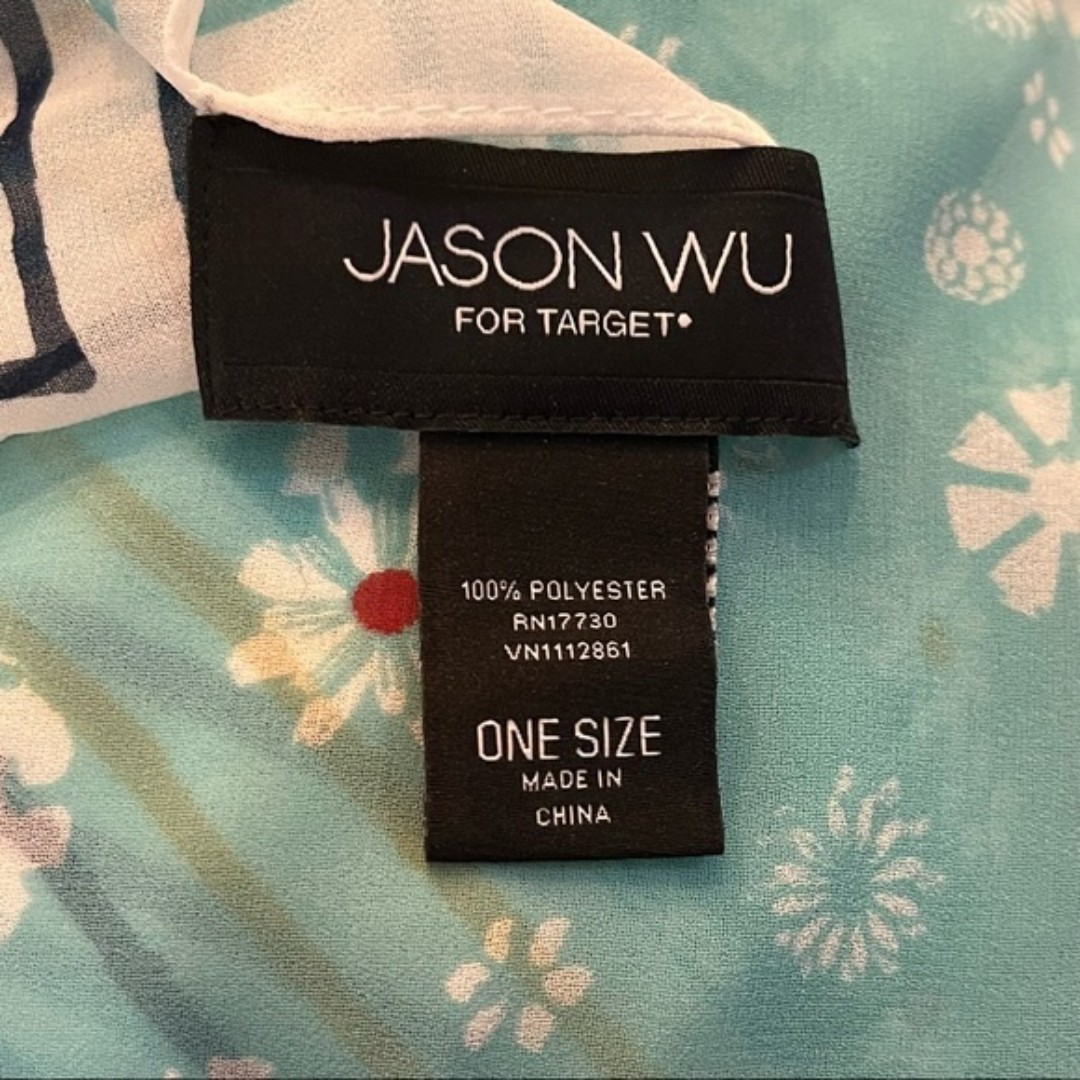 JASON WU
FOR TARGET•
100% POLYESTER
RN17730
VN1112861
ONE SIZE
MADE IN
CHINA